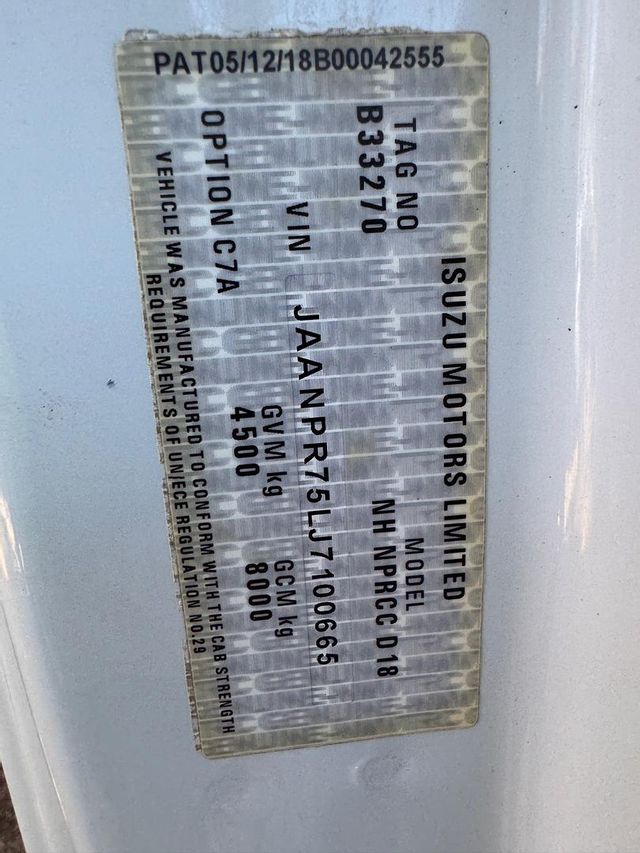 PAT05/12/18B00042555
ISUZU MOTORS LIMITED
TAG NO
MODEL
B33270
NH NPRCC D18
VIN JAANPR75LJ7100665
GVM kg
GCM kg
OPTION C7A
4500
8000
VEHICLE WAS MANUFACTURED TO CONFORM WITH THE CAB STRENGTH
REQUIREMENTS OF UN/ECE REGULATION NO.29